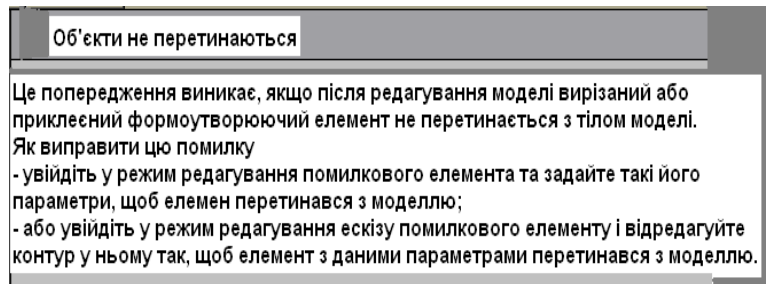 Об'єкти не перетинаються
Це попередження виникає, якщо після редагування моделі вирізаний або
приклеєний формоутворюючий елемент не перетинається з тілом моделі.
Як виправити цю помилку
- увійдіть у режим редагування помилкового елемента та задайте такі його
параметри, щоб елемен перетинався з моделлю;
- або увійдіть у режим редагування ескізу помилкового елементу і відредагуйте
контур у ньому так, щоб елемент з даними параметрами перетинався з моделлю.